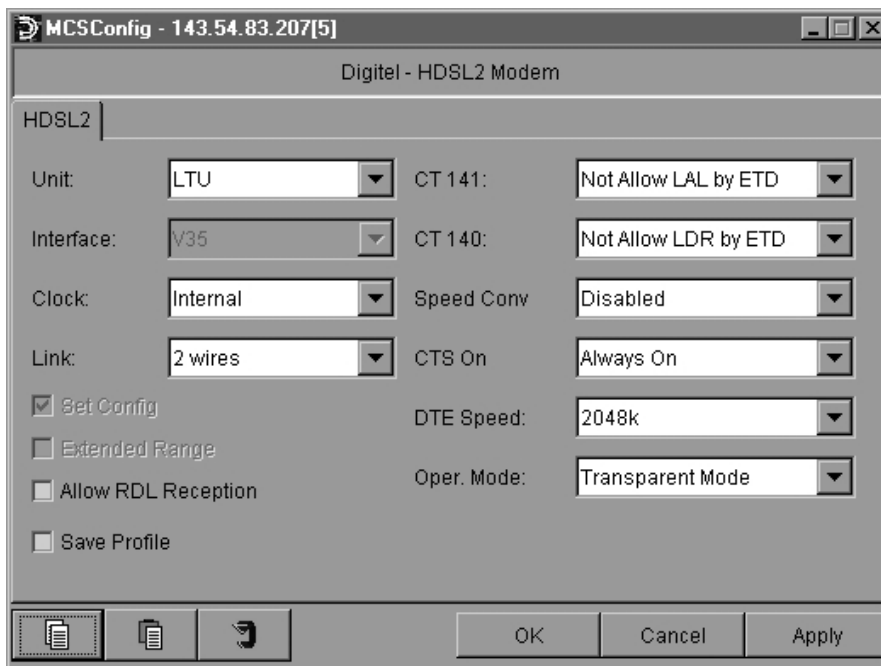 MCSConfig - 143.54.83.207[5]
Digitel - HDSL2 Modem
HDSL2
Unit: LTU CT 141: Not Allow LAL by ETD
Interface: V35 CT 140: Not Allow LDR by ETD
Clock: Internal Speed Conv Disabled
Link: 2 wires CTS On Always On
Set Config
DTE Speed: 2048k
Extended Range
Allow RDL Reception
Oper. Mode: Transparent Mode
Save Profile
OK Cancel Apply